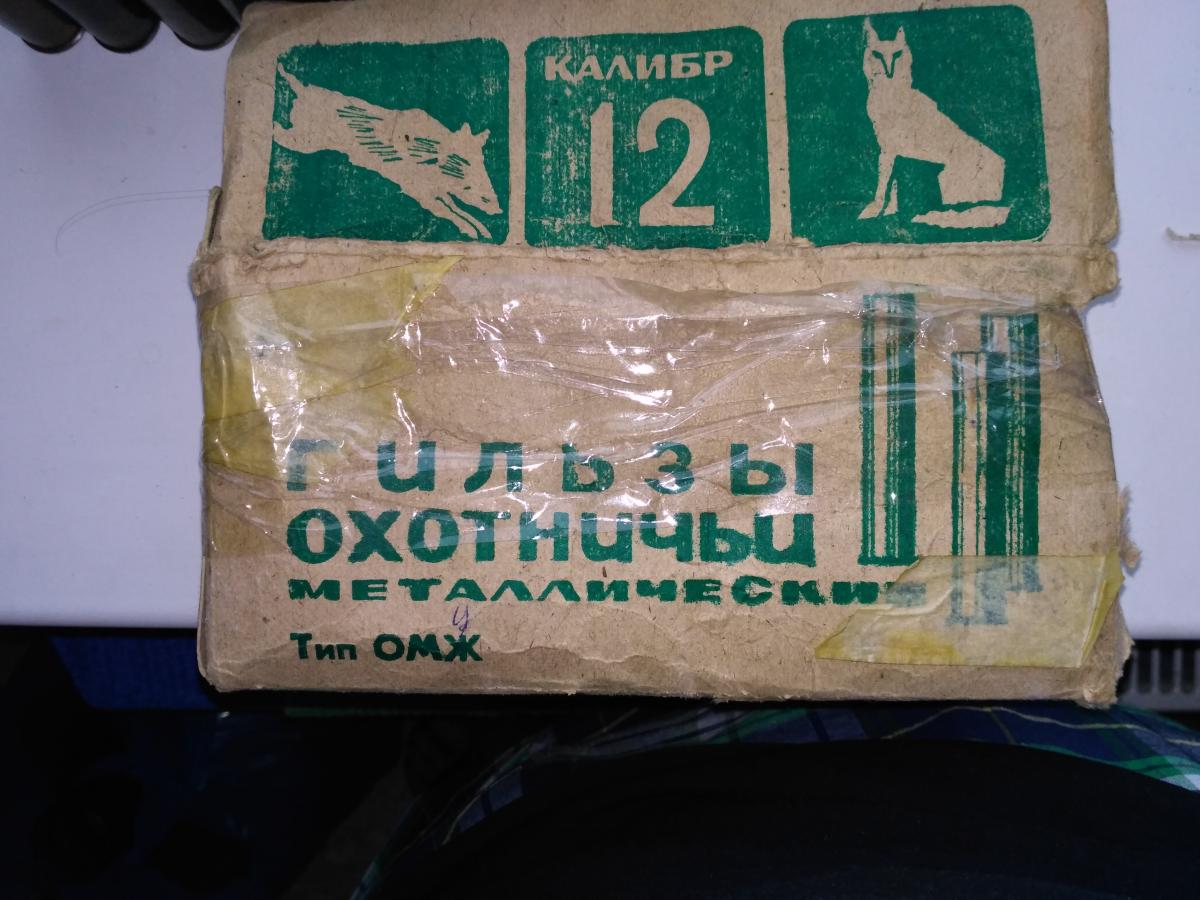 КАЛИБР
12
гильзы
охотничьи
металлические
у
Тип ОМЖ